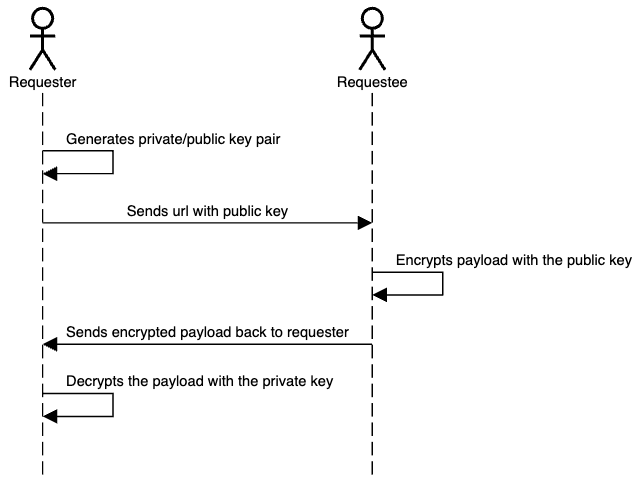 Requester
Requestee
Generates private/public key pair
Sends url with public key
Encrypts payload with the public key
Sends encrypted payload back to requester
Decrypts the payload with the private key